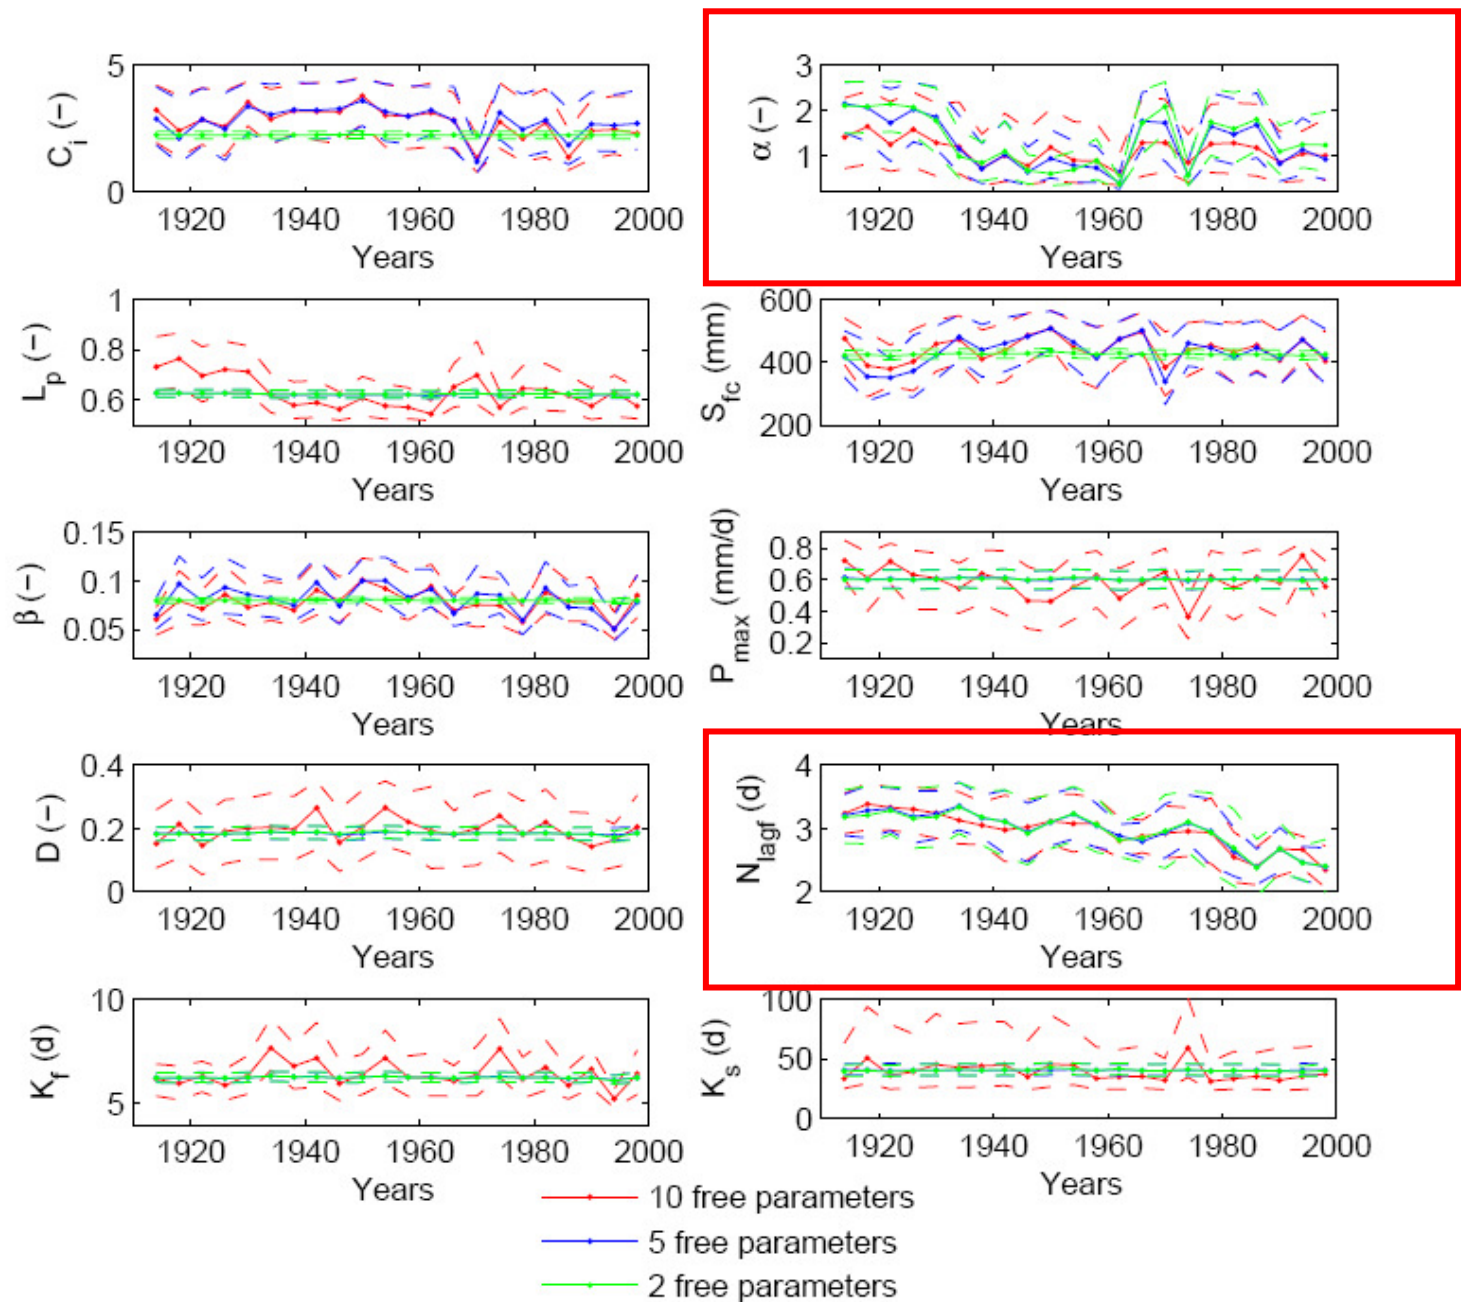 5
0
C_i (−)
1920 1940 1960 1980 2000
Years
3
2
1
α (−)
1920 1940 1960 1980 2000
Years
1
0.8
0.6
L_p (−)
1920 1940 1960 1980 2000
Years
600
400
200
S_fc (mm)
1920 1940 1960 1980 2000
Years
0.15
0.1
0.05
β (−)
1920 1940 1960 1980 2000
Years
0.8
0.6
0.4
0.2
P_max (mm/d)
1920 1940 1960 1980 2000
Years
0.4
0.2
0
D (−)
1920 1940 1960 1980 2000
Years
4
3
2
N_lagf (d)
1920 1940 1960 1980 2000
Years
10
5
K_f (d)
1920 1940 1960 1980 2000
Years
100
50
0
K_s (d)
1920 1940 1960 1980 2000
Years
10 free parameters
5 free parameters
2 free parameters